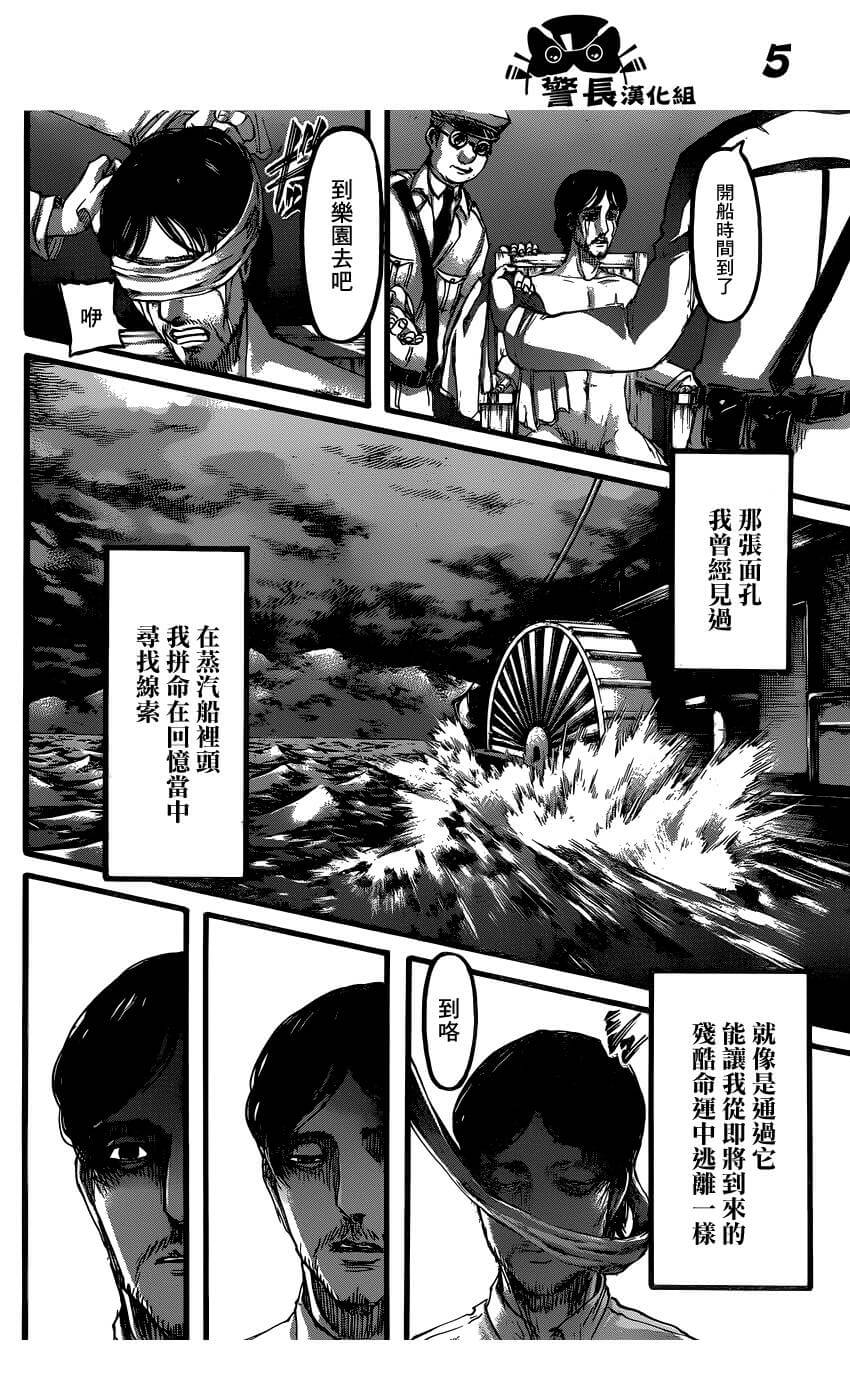 警長漢化組
5
開船時間到了
到樂園去吧
咿
那張面孔
我曾經見過
在蒸汽船裡頭
我拼命在回憶當中
尋找線索
就像是通過它
能讓我從即將到來的
殘酷命運中逃離一樣
到咯